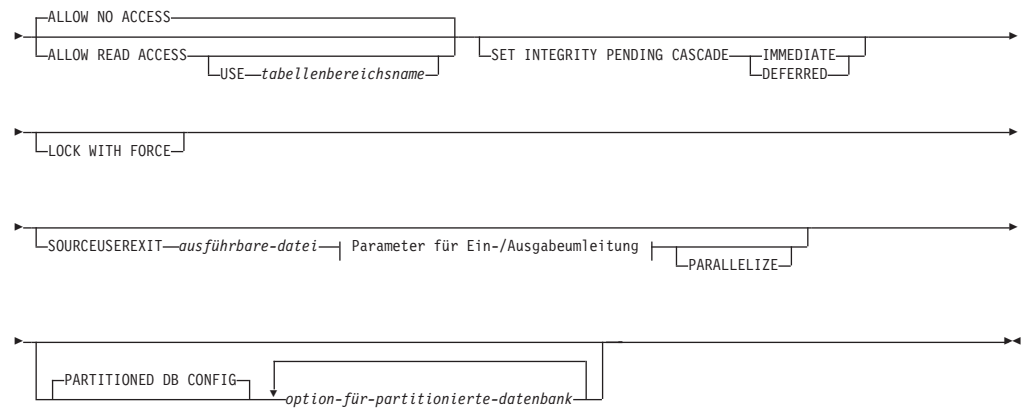 ALLOW NO ACCESS
ALLOW READ ACCESS
USE tabellenbereichsname
SET INTEGRITY PENDING CASCADE IMMEDIATE
DEFERRED
LOCK WITH FORCE
SOURCEUSEREXIT ausführbare-datei Parameter für Ein-/Ausgabeumleitung
PARALLELIZE
PARTITIONED DB CONFIG
option-für-partitionierte-datenbank